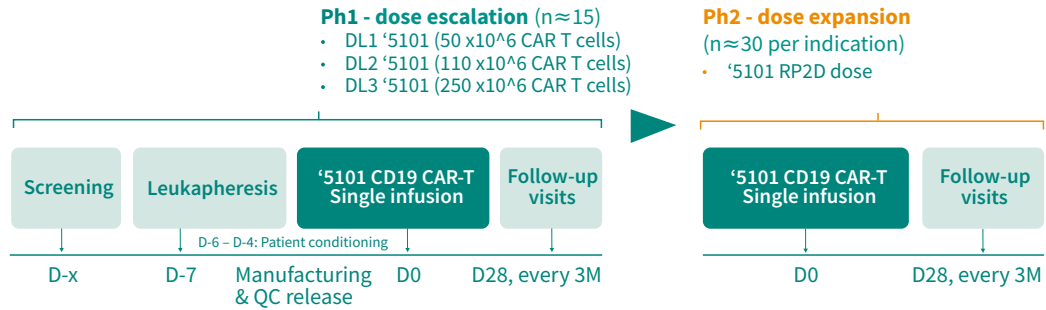 Ph1 - dose escalation (n≈15)
• DL1 ‘5101 (50 x10^6 CAR T cells)
• DL2 ‘5101 (110 x10^6 CAR T cells)
• DL3 ‘5101 (250 x10^6 CAR T cells)
Ph2 - dose expansion
(n≈30 per indication)
• ‘5101 RP2D dose
Screening
Leukapheresis
‘5101 CD19 CAR-T
Single infusion
Follow-up
visits
D-6 – D-4: Patient conditioning
D-x
D-7
Manufacturing
& QC release
D0
D28, every 3M
‘5101 CD19 CAR-T
Single infusion
Follow-up
visits
D0
D28, every 3M